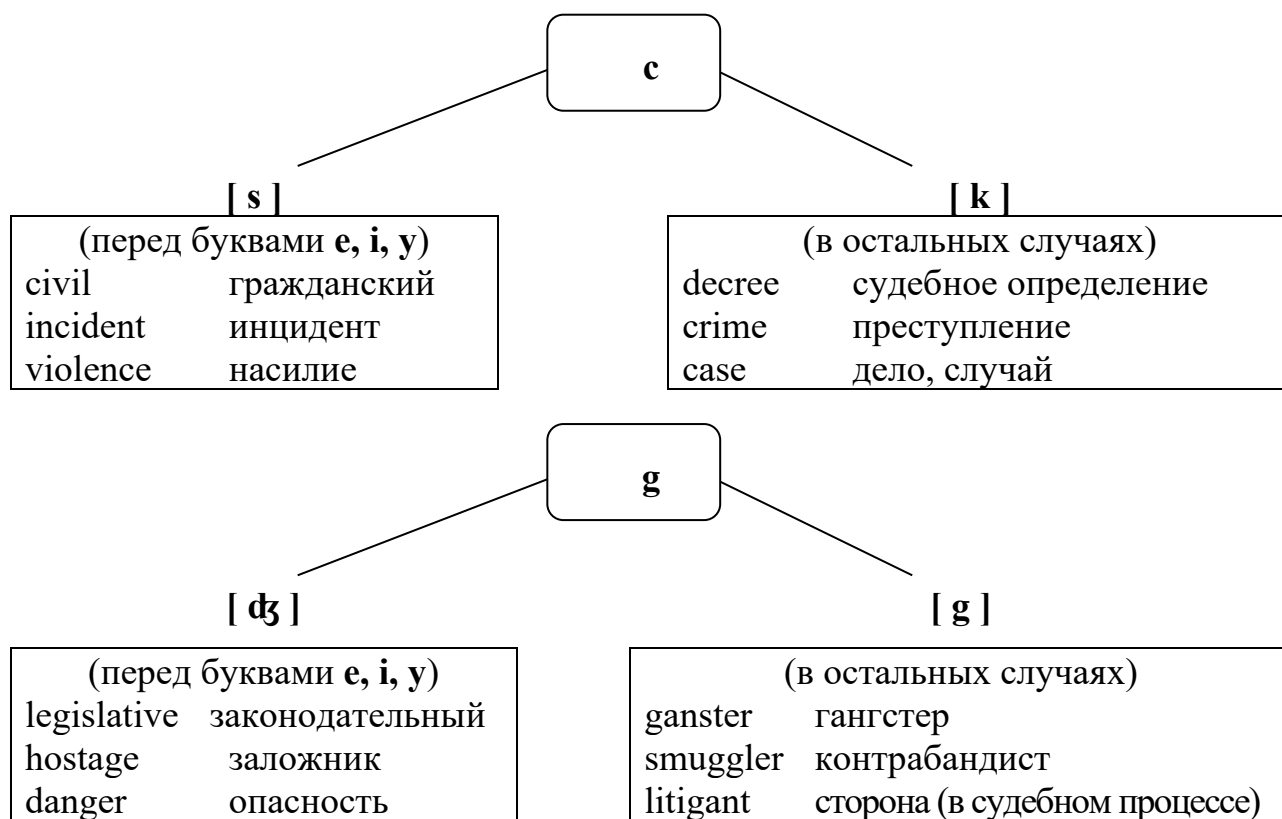 c
[ s ]
(перед буквами e, i, y)
civil гражданский
incident инцидент
violence насилие
[ k ]
(в остальных случаях)
decree судебное определение
crime преступление
case дело, случай
g
[ ʤ ]
(перед буквами e, i, y)
legislative законодательный
hostage заложник
danger опасность
[ g ]
(в остальных случаях)
ganster гангстер
smuggler контрабандист
litigant сторона (в судебном процессе)